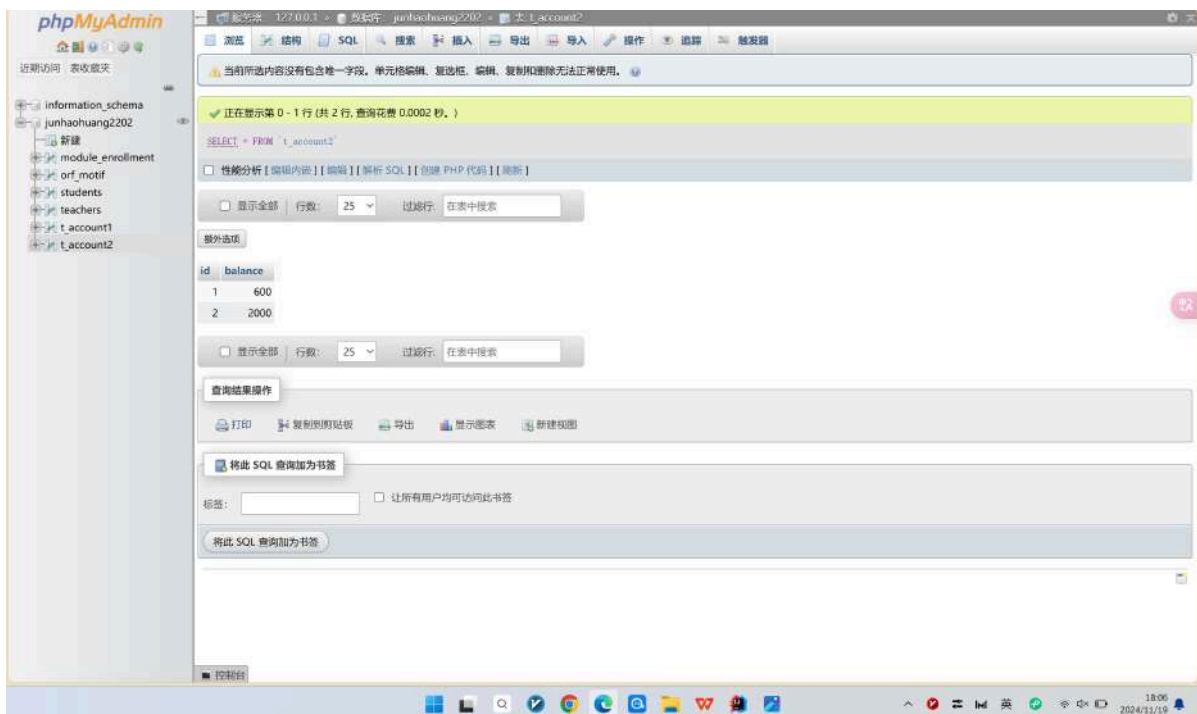 phpMyAdmin
近期访问 表收藏夹
information_schema
junhaohuang2202
新建
module_enrollment
orf_motif
students
teachers
t_account1
t_account2
服务器: 127.0.0.1 » 数据库: junhaohuang2202 » 表: t_account2
浏览 结构 SQL 搜索 插入 导出 导入 操作 追踪 触发器
当前所选内容没有包含唯一字段。单元格编辑、复选框、编辑、复制和删除无法正常使用。
正在显示第 0 - 1 行 (共 2 行, 查询花费 0.0002 秒。)
SELECT * FROM `t_account2`
性能分析 [ 编辑内嵌 ] [ 编辑 ] [ 解析 SQL ] [ 创建 PHP 代码 ] [ 刷新 ]
显示全部 | 行数: 25 过滤行: 在表中搜索
额外选项
id balance
1 600
2 2000
显示全部 | 行数: 25 过滤行: 在表中搜索
查询结果操作
打印 复制到剪贴板 导出 显示图表 新建视图
将此 SQL 查询加为书签
标签: 让所有用户均可访问此书签
将此 SQL 查询加为书签
控制台
英
18:06
2024/11/19